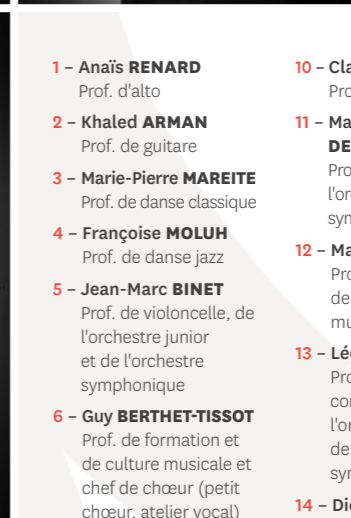 1 – Anaïs RENARD
Prof. d'alto
2 – Khaled ARMAN
Prof. de guitare
3 – Marie-Pierre MAREITE
Prof. de danse classique
4 – Françoise MOLUH
Prof. de danse jazz
5 – Jean-Marc BINET
Prof. de violoncelle, de
l'orchestre junior
et de l'orchestre
symphonique
6 – Guy BERTHET-TISSOT
Prof. de formation et
de culture musicale et
chef de chœur (petit
chœur, atelier vocal)
10 –
11 –
12 –
de
13 –
de
14 –